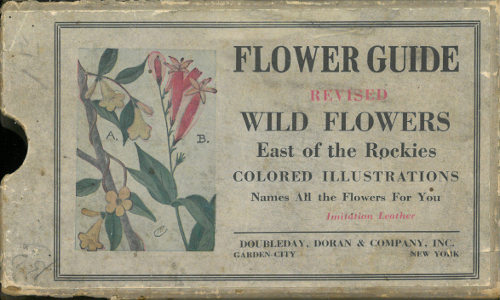 FLOWER GUIDE
REVISED
WILD FLOWERS
East of the Rockies
COLORED ILLUSTRATIONS
Names All the Flowers For You
Imitation Leather
DOUBLEDAY, DORAN & COMPANY, INC.
GARDEN CITY NEW YORK
A. B.